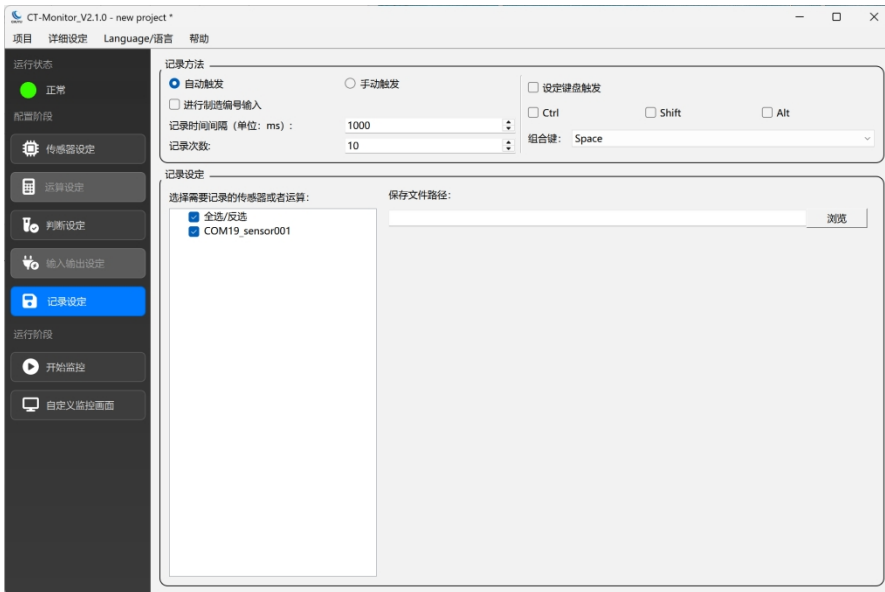 CT-Monitor_V2.1.0 - new project *
项目 详细设定 Language/语言 帮助
运行状态
正常
配置阶段
传感器设定
运算设定
判断设定
输入输出设定
记录设定
运行阶段
开始监控
自定义监控画面
记录方法
自动触发 手动触发
进行制造编号输入
记录时间间隔（单位：ms）: 1000
记录次数: 10
设定键盘触发
Ctrl Shift Alt
组合键: Space
记录设定
选择需要记录的传感器或者运算:
全选/反选
COM19_sensor001
保存文件路径:
浏览